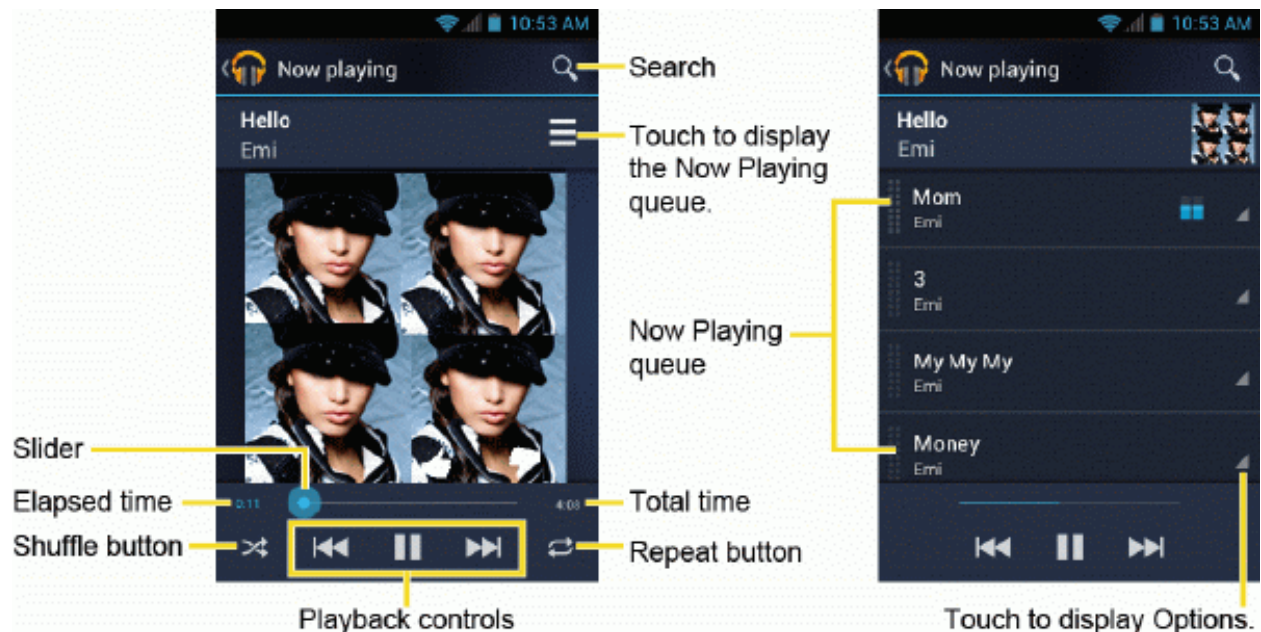 10:53 AM
Now playing
Search
Hello
Emi
Touch to display
the Now Playing
queue.
Slider
Elapsed time
0:11
4:08
Total time
Shuffle button
Repeat button
Playback controls
10:53 AM
Now playing
Hello
Emi
Mom
Emi
3
Emi
Now Playing
queue
My My My
Emi
Money
Emi
Touch to display Options.